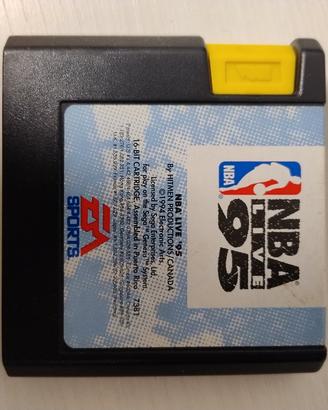 NBA
NBA
LIVE
95
NBA LIVE '95
By HITMEN PRODUCTIONS/CANADA
© 1994 Electronic Arts.
Licensed by Sega Enterprises, Ltd.
for play on the Sega™ Genesis™ System.
16-BIT CARTRIDGE. Assembled in Puerto Rico 7381
EA
SPORTS